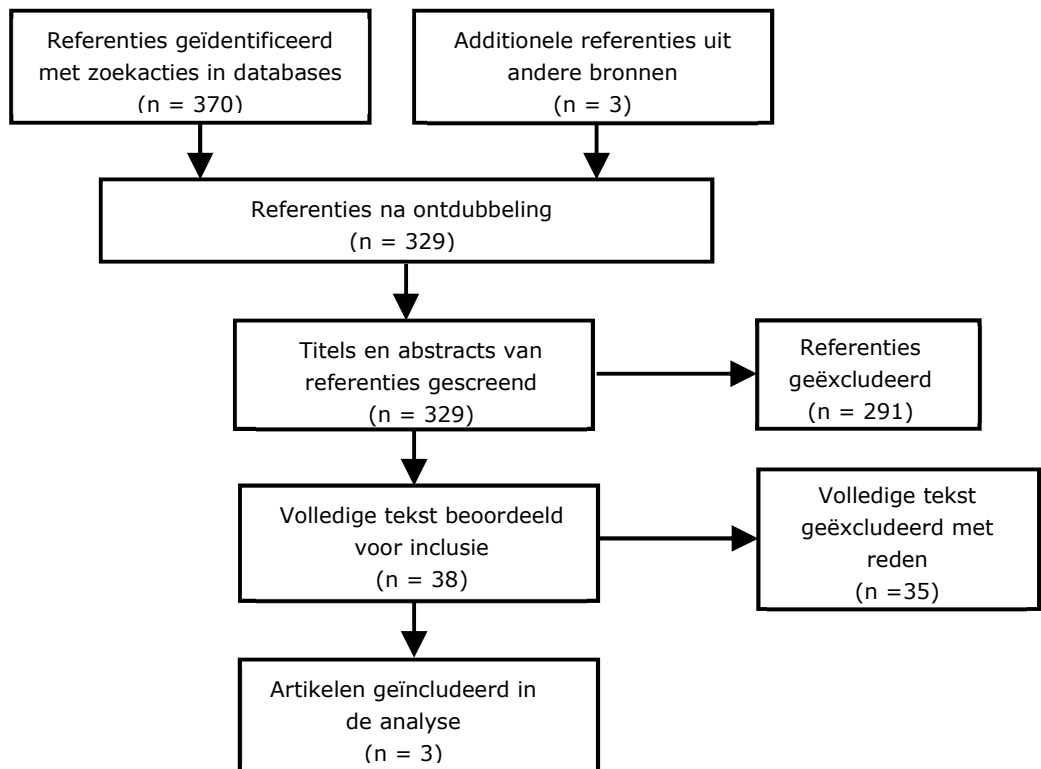 Referenties geïdentificeerd
met zoekacties in databases
(n = 370)
Additionele referenties uit
andere bronnen
(n = 3)
Referenties na ontdubbeling
(n = 329)
Titels en abstracts van
referenties gescreend
(n = 329)
Referenties
geëxcludeerd
(n = 291)
Volledige tekst beoordeeld
voor inclusie
(n = 38)
Volledige tekst
geëxcludeerd met
reden
(n =35)
Artikelen geïncludeerd in
de analyse
(n = 3)